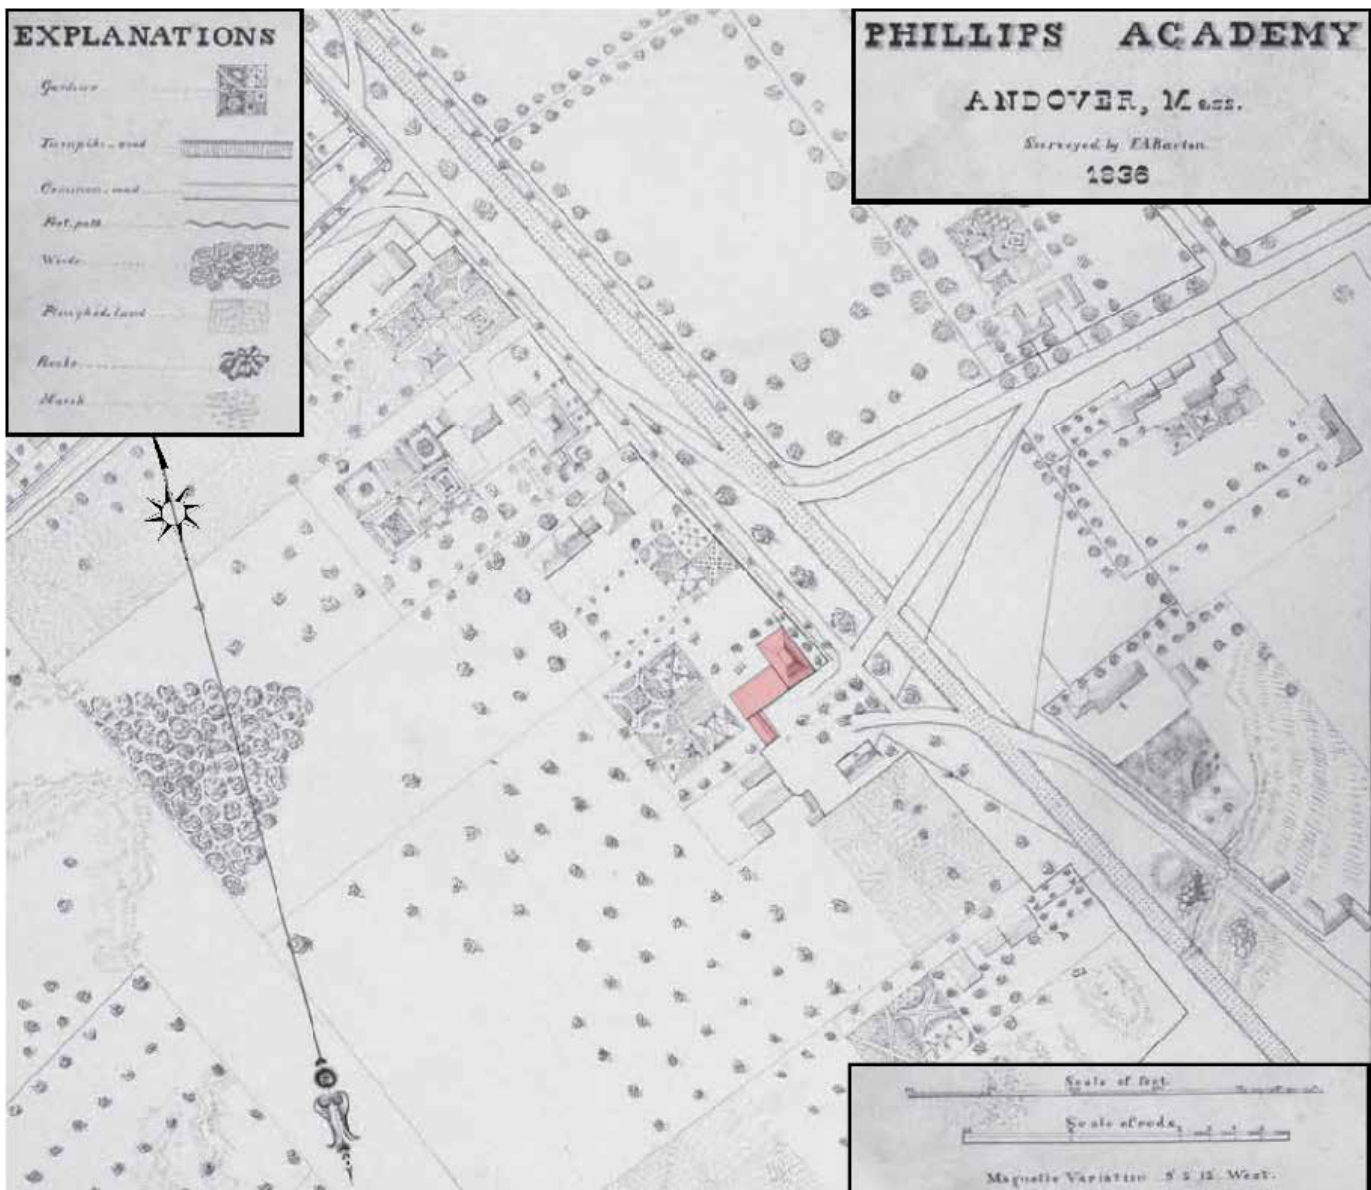 EXPLANATIONS
Gardens
Turnpike road
Common road
Foot path
Woods
Ploughed land
Rocks
Marsh
PHILLIPS ACADEMY
ANDOVER, Mass.
Surveyed by F.A.Barton
1836
Scale of feet
Scale of rods
Magnetic Variation West.